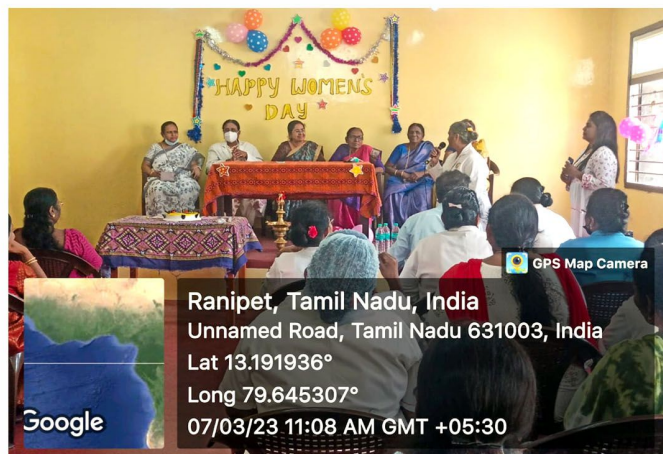 HAPPY WOMEN'S
DAY
GPS Map Camera
Ranipet, Tamil Nadu, India
Unnamed Road, Tamil Nadu 631003, India
Lat 13.191936°
Long 79.645307°
07/03/23 11:08 AM GMT +05:30
Google